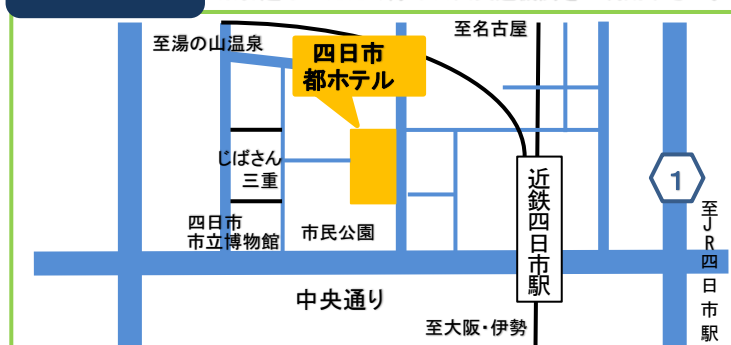 至湯の山温泉
四日市
都ホテル
至名古屋
じばさん
三重
近鉄四日市駅
1
至JR四日市駅
四日市
市立博物館
市民公園
中央通り
至大阪・伊勢